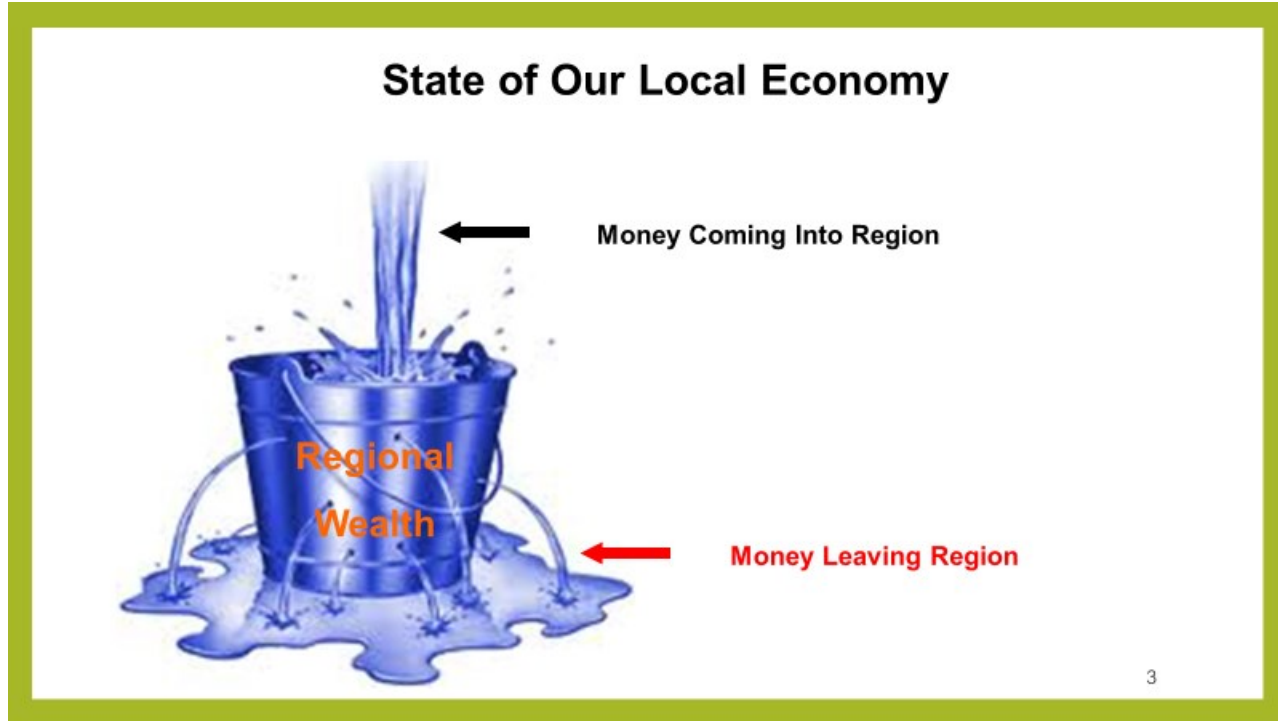 State of Our Local Economy
Money Coming Into Region
Regional
Wealth
Money Leaving Region
3